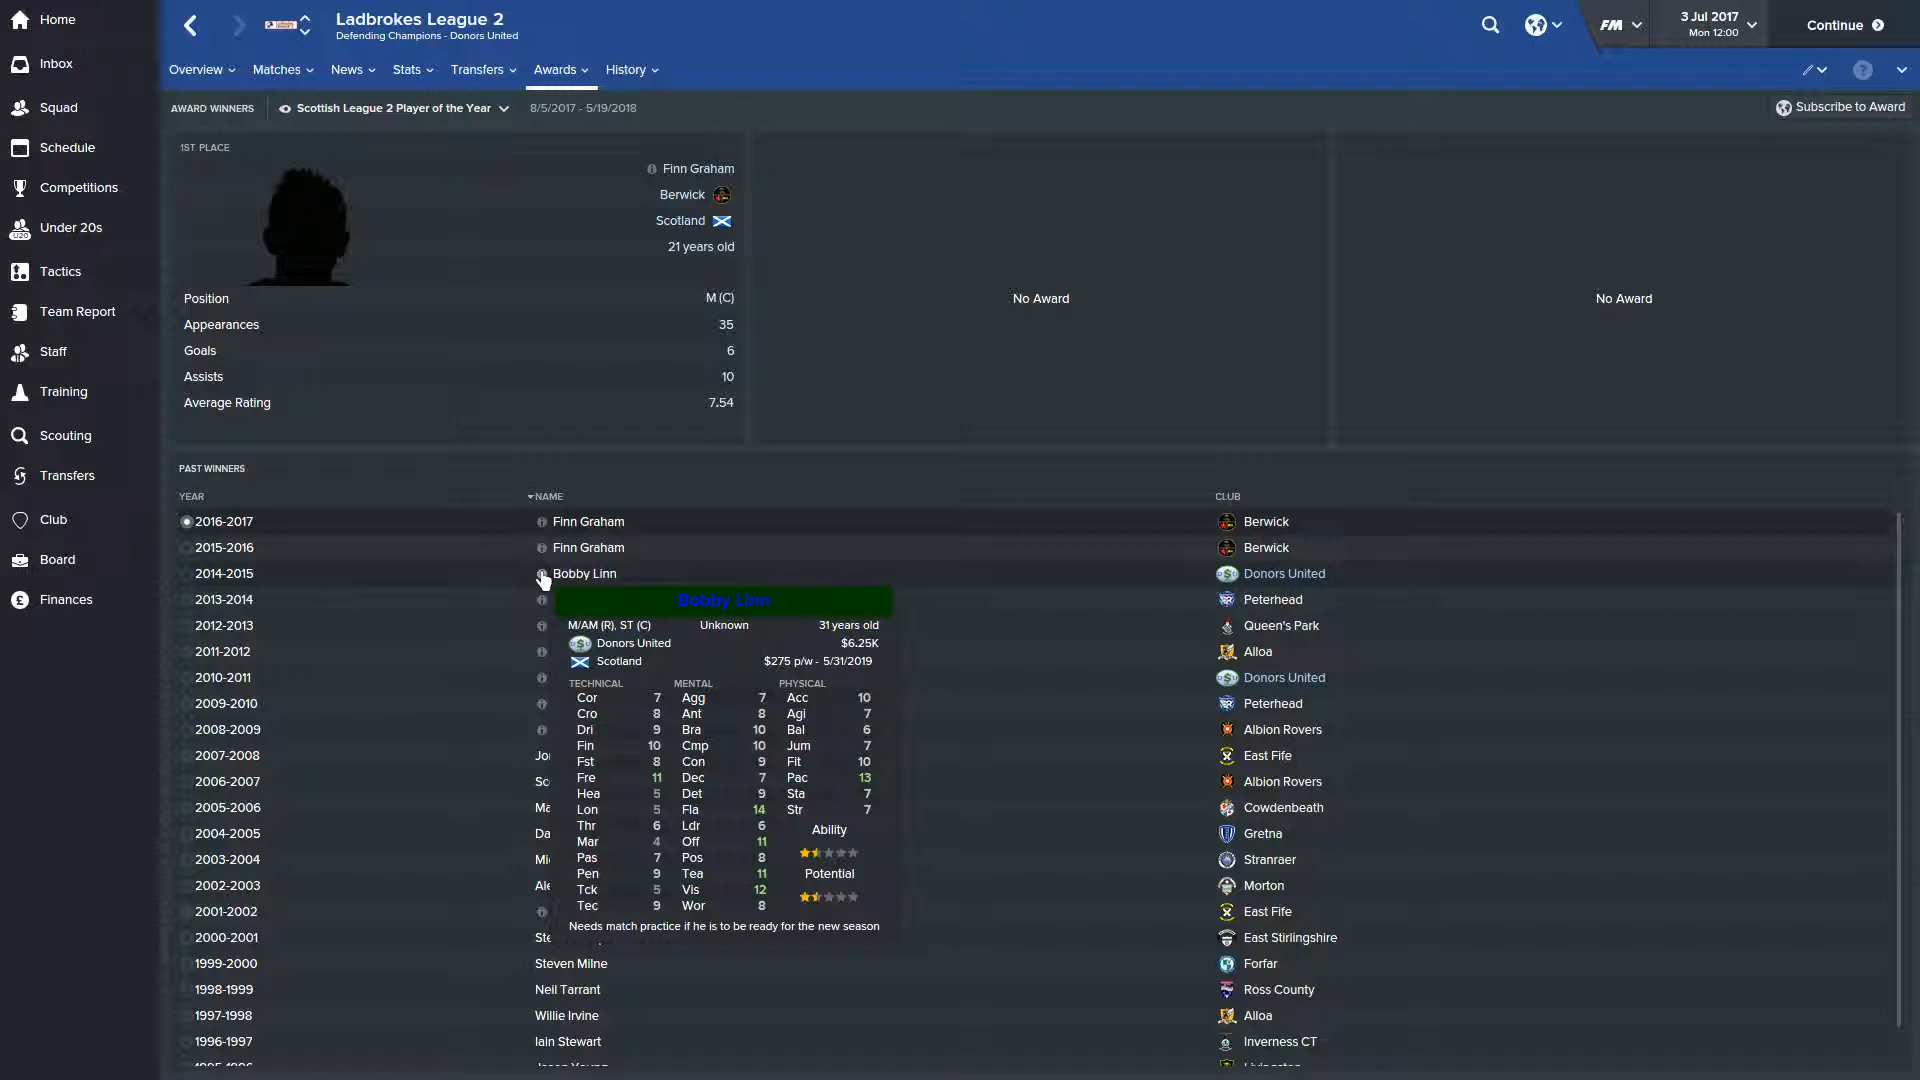 Home
Inbox
Squad
Schedule
Competitions
Under 20s
Tactics
Team Report
Staff
Training
Scouting
Transfers
Club
Board
Finances
Ladbrokes League 2
Defending Champions - Donors United
FM
3 Jul 2017
Mon 12:00
Continue
Overview Matches News Stats Transfers Awards History
AWARD WINNERS Scottish League 2 Player of the Year 8/5/2017 - 5/19/2018 Subscribe to Award
1ST PLACE
Finn Graham
Berwick
Scotland
21 years old
Position M (C)
Appearances 35
Goals 6
Assists 10
Average Rating 7.54
No Award
No Award
PAST WINNERS
YEAR NAME CLUB
2016-2017 Finn Graham Berwick
2015-2016 Finn Graham Berwick
2014-2015 Bobby Linn Donors United
2013-2014 Peterhead
2012-2013 Queen's Park
2011-2012 Alloa
2010-2011 Donors United
2009-2010 Peterhead
2008-2009 Albion Rovers
2007-2008 Jo East Fife
2006-2007 Sc Albion Rovers
2005-2006 Ma Cowdenbeath
2004-2005 Da Gretna
2003-2004 Mi Stranraer
2002-2003 Ale Morton
2001-2002 East Fife
2000-2001 Ste East Stirlingshire
1999-2000 Steven Milne Forfar
1998-1999 Neil Tarrant Ross County
1997-1998 Willie Irvine Alloa
1996-1997 Iain Stewart Inverness CT
Bobby Linn
M/AM (R), ST (C) Unknown 31 years old
Donors United $6.25K
Scotland $275 p/w - 5/31/2019
TECHNICAL MENTAL PHYSICAL
Cor 7 Agg 7 Acc 10
Cro 8 Ant 8 Agi 7
Dri 9 Bra 10 Bal 6
Fin 10 Cmp 10 Jum 7
Fst 8 Con 9 Fit 10
Fre 11 Dec 7 Pac 13
Hea 5 Det 9 Sta 7
Lon 5 Fla 14 Str 7
Thr 6 Ldr 6
Ability
Mar 4 Off 11
Pas 7 Pos 8
Pen 9 Tea 11
Potential
Tck 5 Vis 12
Tec 9 Wor 8
Needs match practice if he is to be ready for the new season